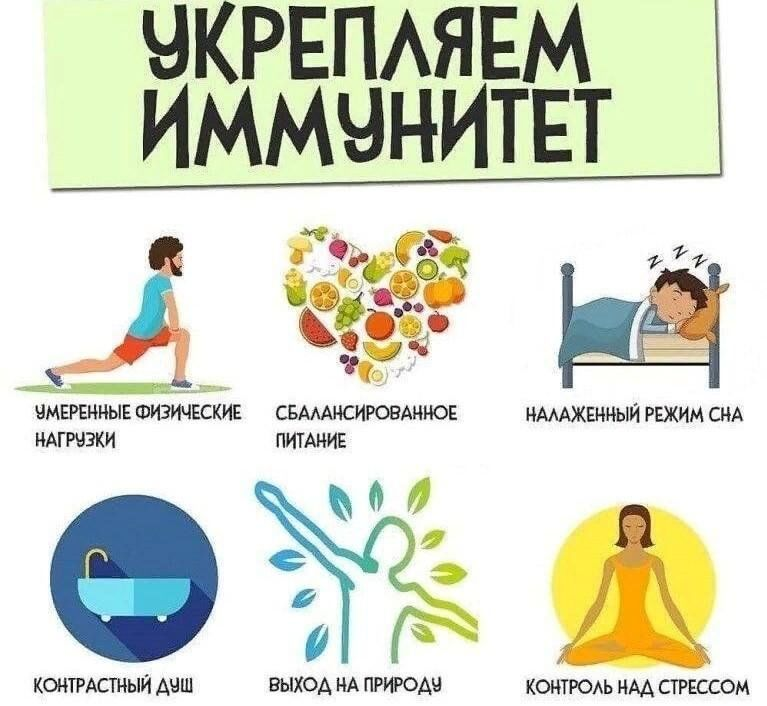 УКРЕПЛЯЕМ
ИММУНИТЕТ
Z Z Z
УМЕРЕННЫЕ ФИЗИЧЕСКИЕ
НАГРУЗКИ
СБАЛАНСИРОВАННОЕ
ПИТАНИЕ
НАЛАЖЕННЫЙ РЕЖИМ СНА
КОНТРАСТНЫЙ ДУШ
ВЫХОД НА ПРИРОДУ
КОНТРОЛЬ НАД СТРЕССОМ